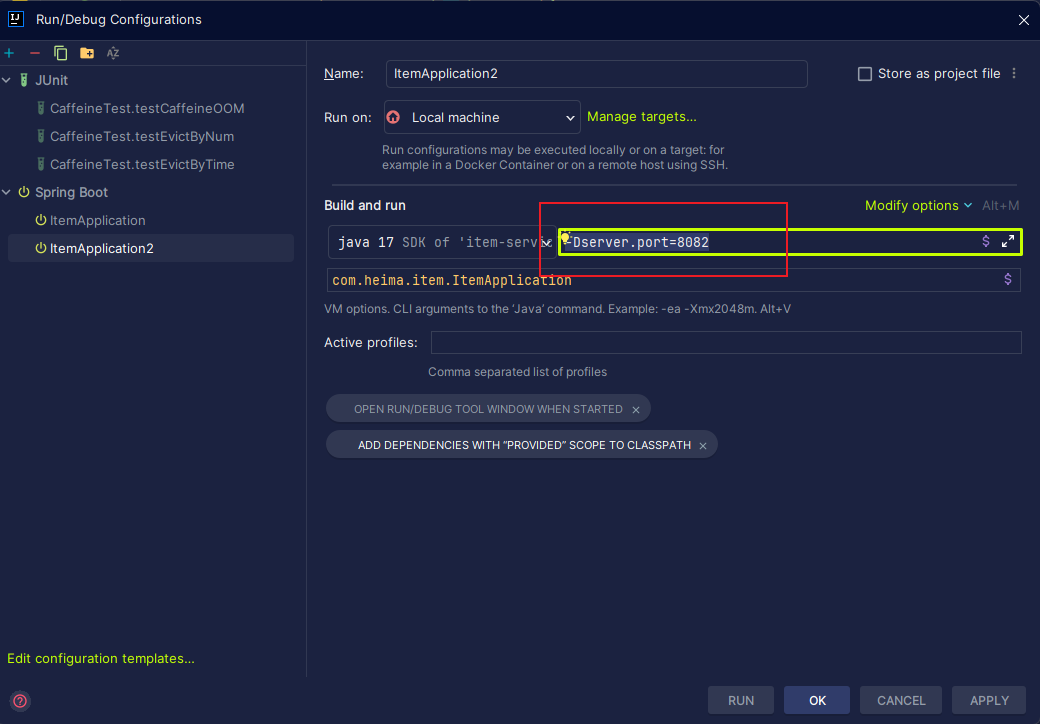 Run/Debug Configurations
JUnit
CaffeineTest.testCaffeineOOM
CaffeineTest.testEvictByNum
CaffeineTest.testEvictByTime
Spring Boot
ItemApplication
ItemApplication2
Edit configuration templates...
Name: ItemApplication2
Store as project file
Run on: Local machine
Manage targets...
Run configurations may be executed locally or on a target: for
example in a Docker Container or on a remote host using SSH.
Build and run
Modify options Alt+M
java 17 SDK of 'item-servic
-Dserver.port=8082 $
com.heima.item.ItemApplication $
VM options. CLI arguments to the ‘Java’ command. Example: -ea -Xmx2048m. Alt+V
Active profiles:
Comma separated list of profiles
OPEN RUN/DEBUG TOOL WINDOW WHEN STARTED ×
ADD DEPENDENCIES WITH “PROVIDED” SCOPE TO CLASSPATH ×
RUN
OK
CANCEL
APPLY